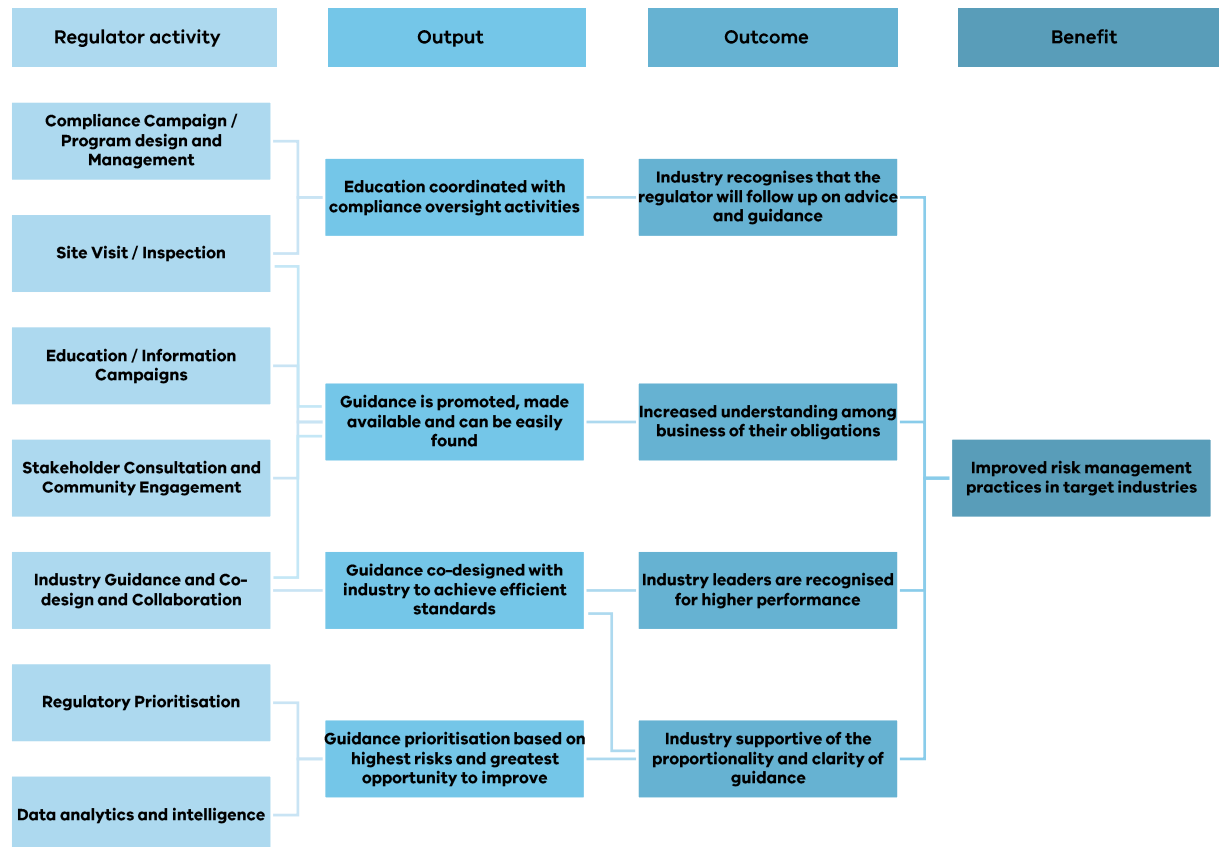 Regulator activity
Output
Outcome
Benefit
Compliance Campaign /
Program design and
Management
Site Visit / Inspection
Education / Information
Campaigns
Stakeholder Consultation and
Community Engagement
Industry Guidance and Co-
design and Collaboration
Regulatory Prioritisation
Data analytics and intelligence
Education coordinated with
compliance oversight activities
Guidance is promoted, made
available and can be easily
found
Guidance co-designed with
industry to achieve efficient
standards
Guidance prioritisation based on
highest risks and greatest
opportunity to improve
Industry recognises that the
regulator will follow up on advice
and guidance
Increased understanding among
business of their obligations
Industry leaders are recognised
for higher performance
Industry supportive of the
proportionality and clarity of
guidance
Improved risk management
practices in target industries